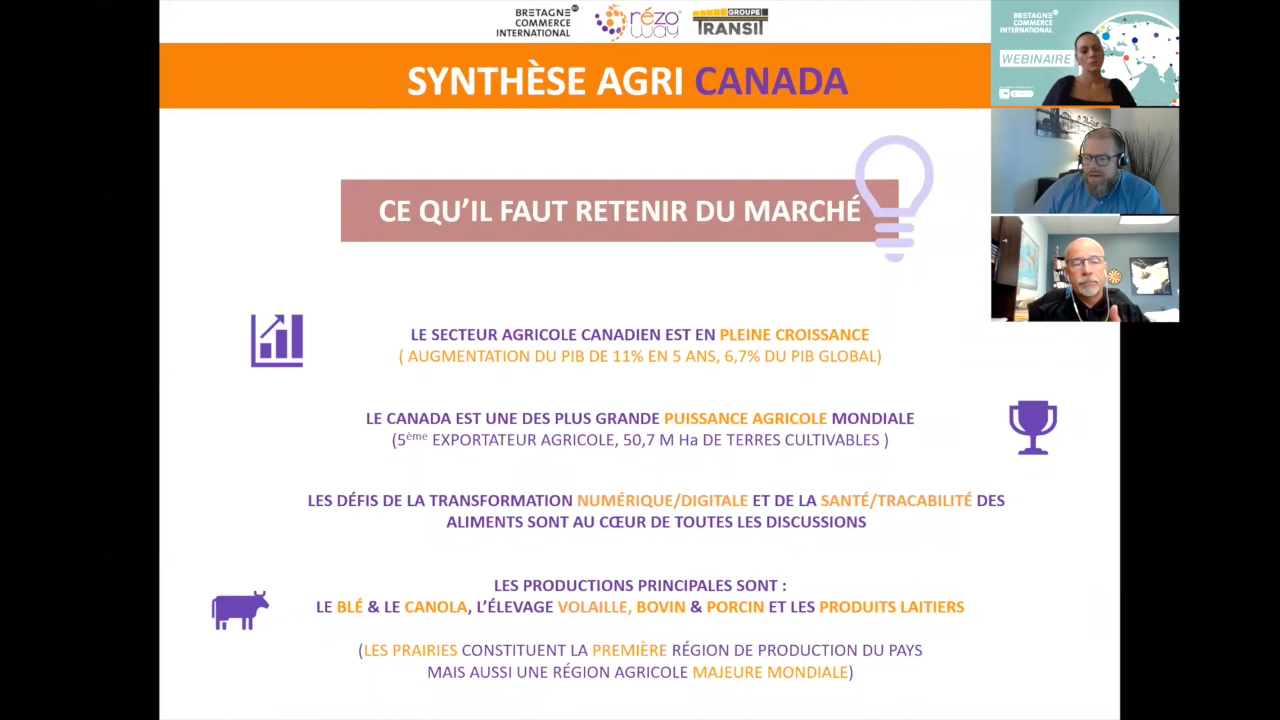 BRETAGNE
COMMERCE
INTERNATIONAL
rézo
way
GROUPE
TRANSIT
SYNTHÈSE AGRI CANADA
BRETAGNE
COMMERCE
INTERNATIONAL
WEBINAIRE
CE QU'IL FAUT RETENIR DU MARCHÉ
LE SECTEUR AGRICOLE CANADIEN EST EN PLEINE CROISSANCE
( AUGMENTATION DU PIB DE 11% EN 5 ANS, 6,7% DU PIB GLOBAL)
LE CANADA EST UNE DES PLUS GRANDE PUISSANCE AGRICOLE MONDIALE
(5ème EXPORTATEUR AGRICOLE, 50,7 M Ha DE TERRES CULTIVABLES )
LES DÉFIS DE LA TRANSFORMATION NUMÉRIQUE/DIGITALE ET DE LA SANTÉ/TRACABILITÉ DES
ALIMENTS SONT AU CŒUR DE TOUTES LES DISCUSSIONS
LES PRODUCTIONS PRINCIPALES SONT :
LE BLÉ & LE CANOLA, L'ÉLEVAGE VOLAILLE, BOVIN & PORCIN ET LES PRODUITS LAITIERS
(LES PRAIRIES CONSTITUENT LA PREMIÈRE RÉGION DE PRODUCTION DU PAYS
MAIS AUSSI UNE RÉGION AGRICOLE MAJEURE MONDIALE)